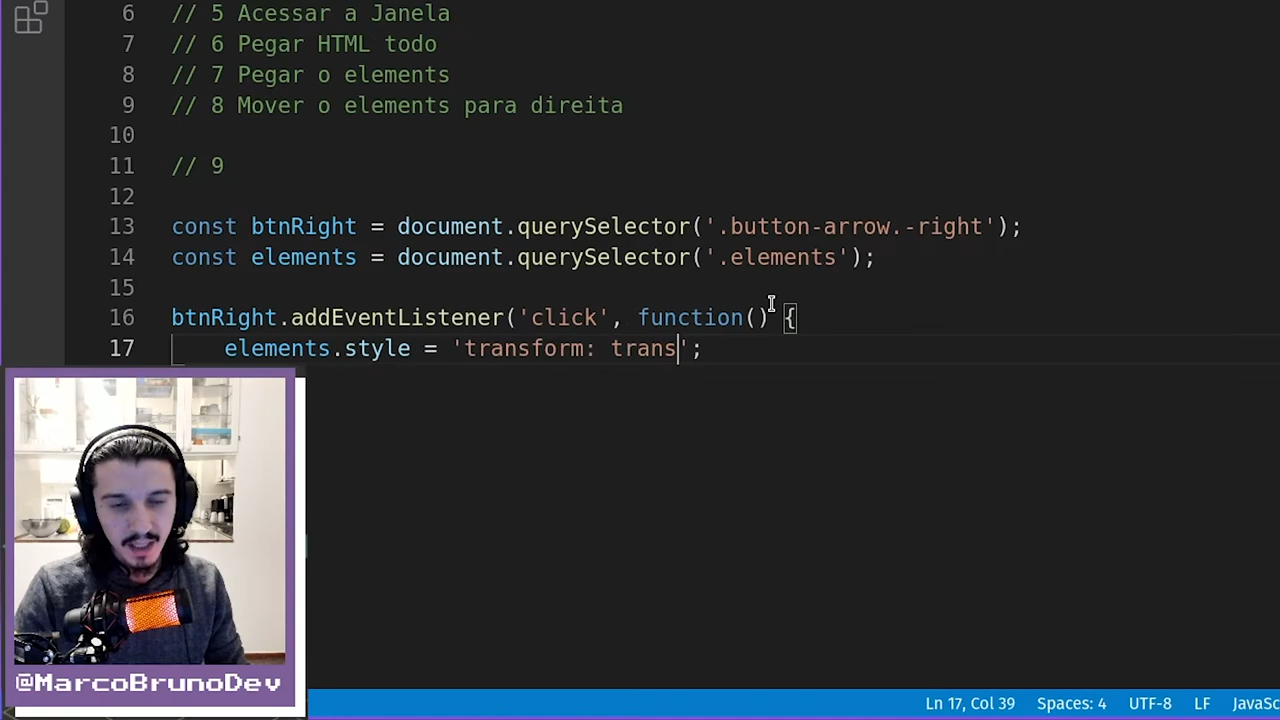 6 // 5 Acessar a Janela
7 // 6 Pegar HTML todo
8 // 7 Pegar o elements
9 // 8 Mover o elements para direita
10
11 // 9
12
13 const btnRight = document.querySelector('.button-arrow.-right');
14 const elements = document.querySelector('.elements');
15
16 btnRight.addEventListener('click', function() {
17 elements.style = 'transform: trans';
@MarcoBrunoDev
Ln 17, Col 39 Spaces: 4 UTF-8 LF JavaSc